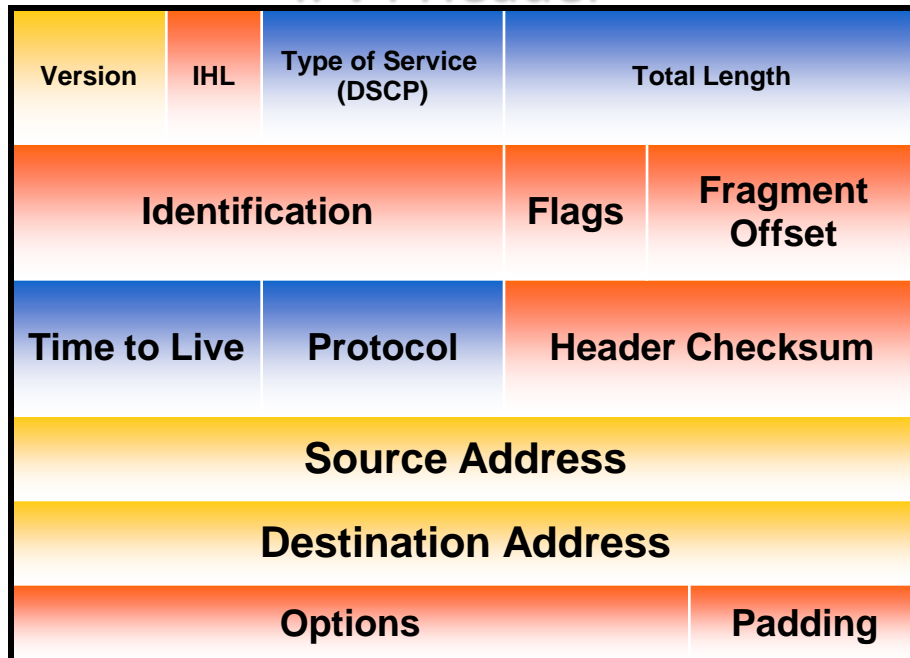 Version IHL Type of Service Total Length
(DSCP)
Identification Flags Fragment
Offset
Time to Live Protocol Header Checksum
Source Address
Destination Address
Options Padding